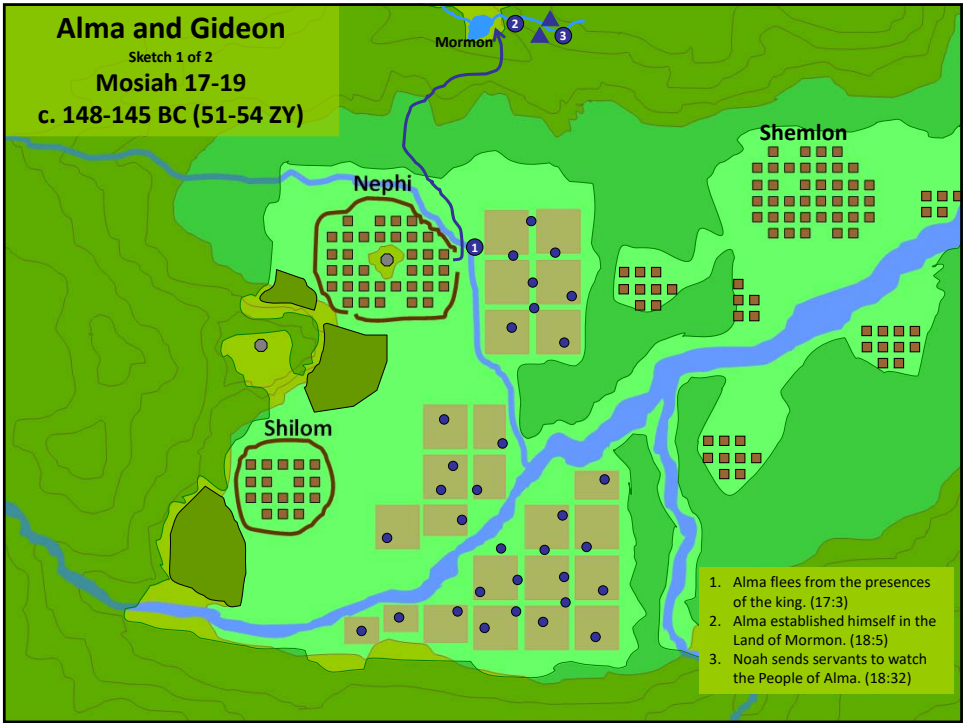 Alma and Gideon
Sketch 1 of 2
Mosiah 17-19
c. 148-145 BC (51-54 ZY)
Mormon
2
3
Shemlon
Nephi
1
Shilom
1. Alma flees from the presences
of the king. (17:3)
2. Alma established himself in the
Land of Mormon. (18:5)
3. Noah sends servants to watch
the People of Alma. (18:32)